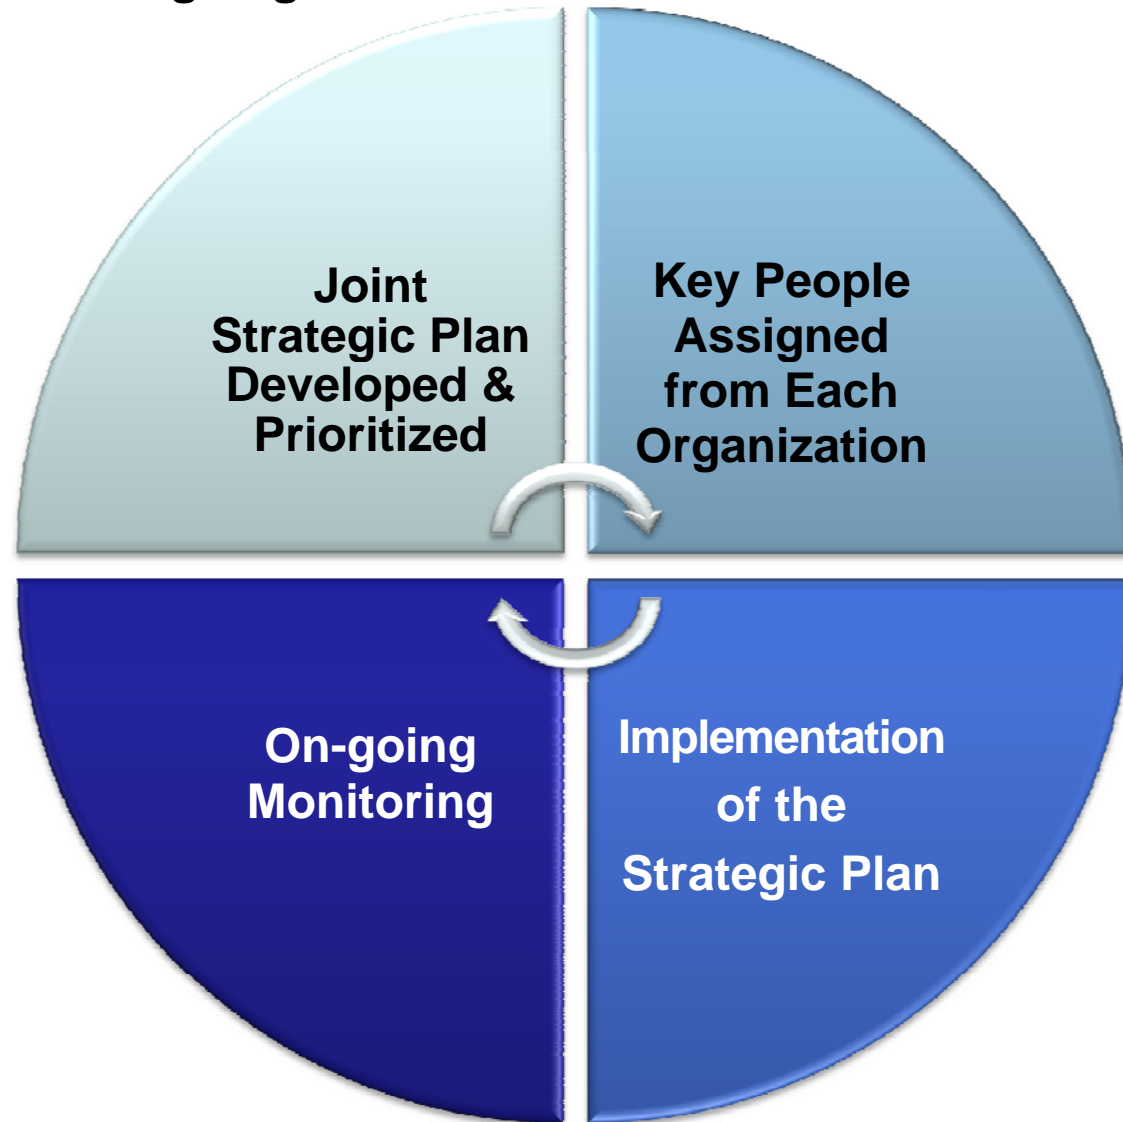 Joint
Strategic Plan
Developed &
Prioritized
Key People
Assigned
from Each
Organization
On-going
Monitoring
Implementation
of the
Strategic Plan